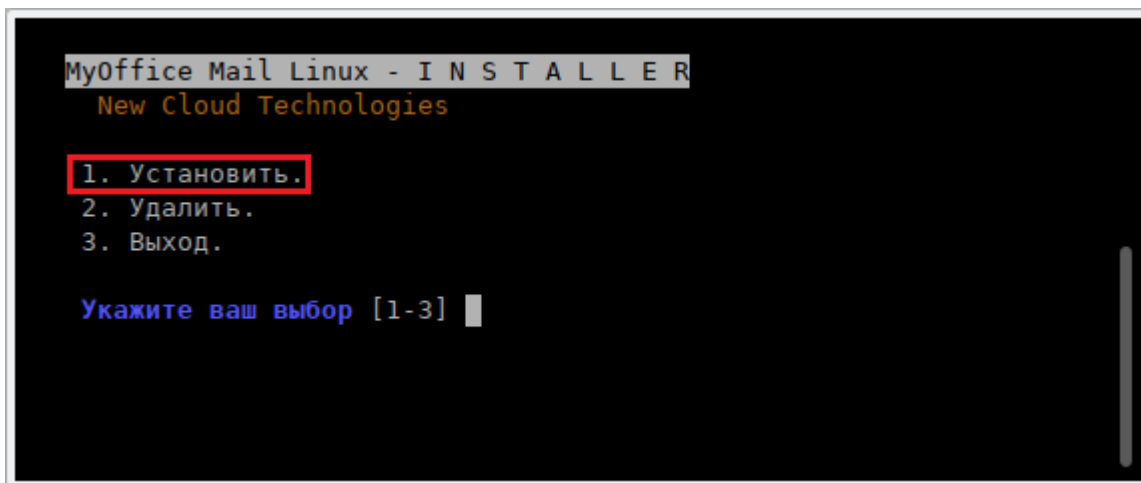 MyOffice Mail Linux - I N S T A L L E R
New Cloud Technologies
1. Установить.
2. Удалить.
3. Выход.
Укажите ваш выбор [1-3]